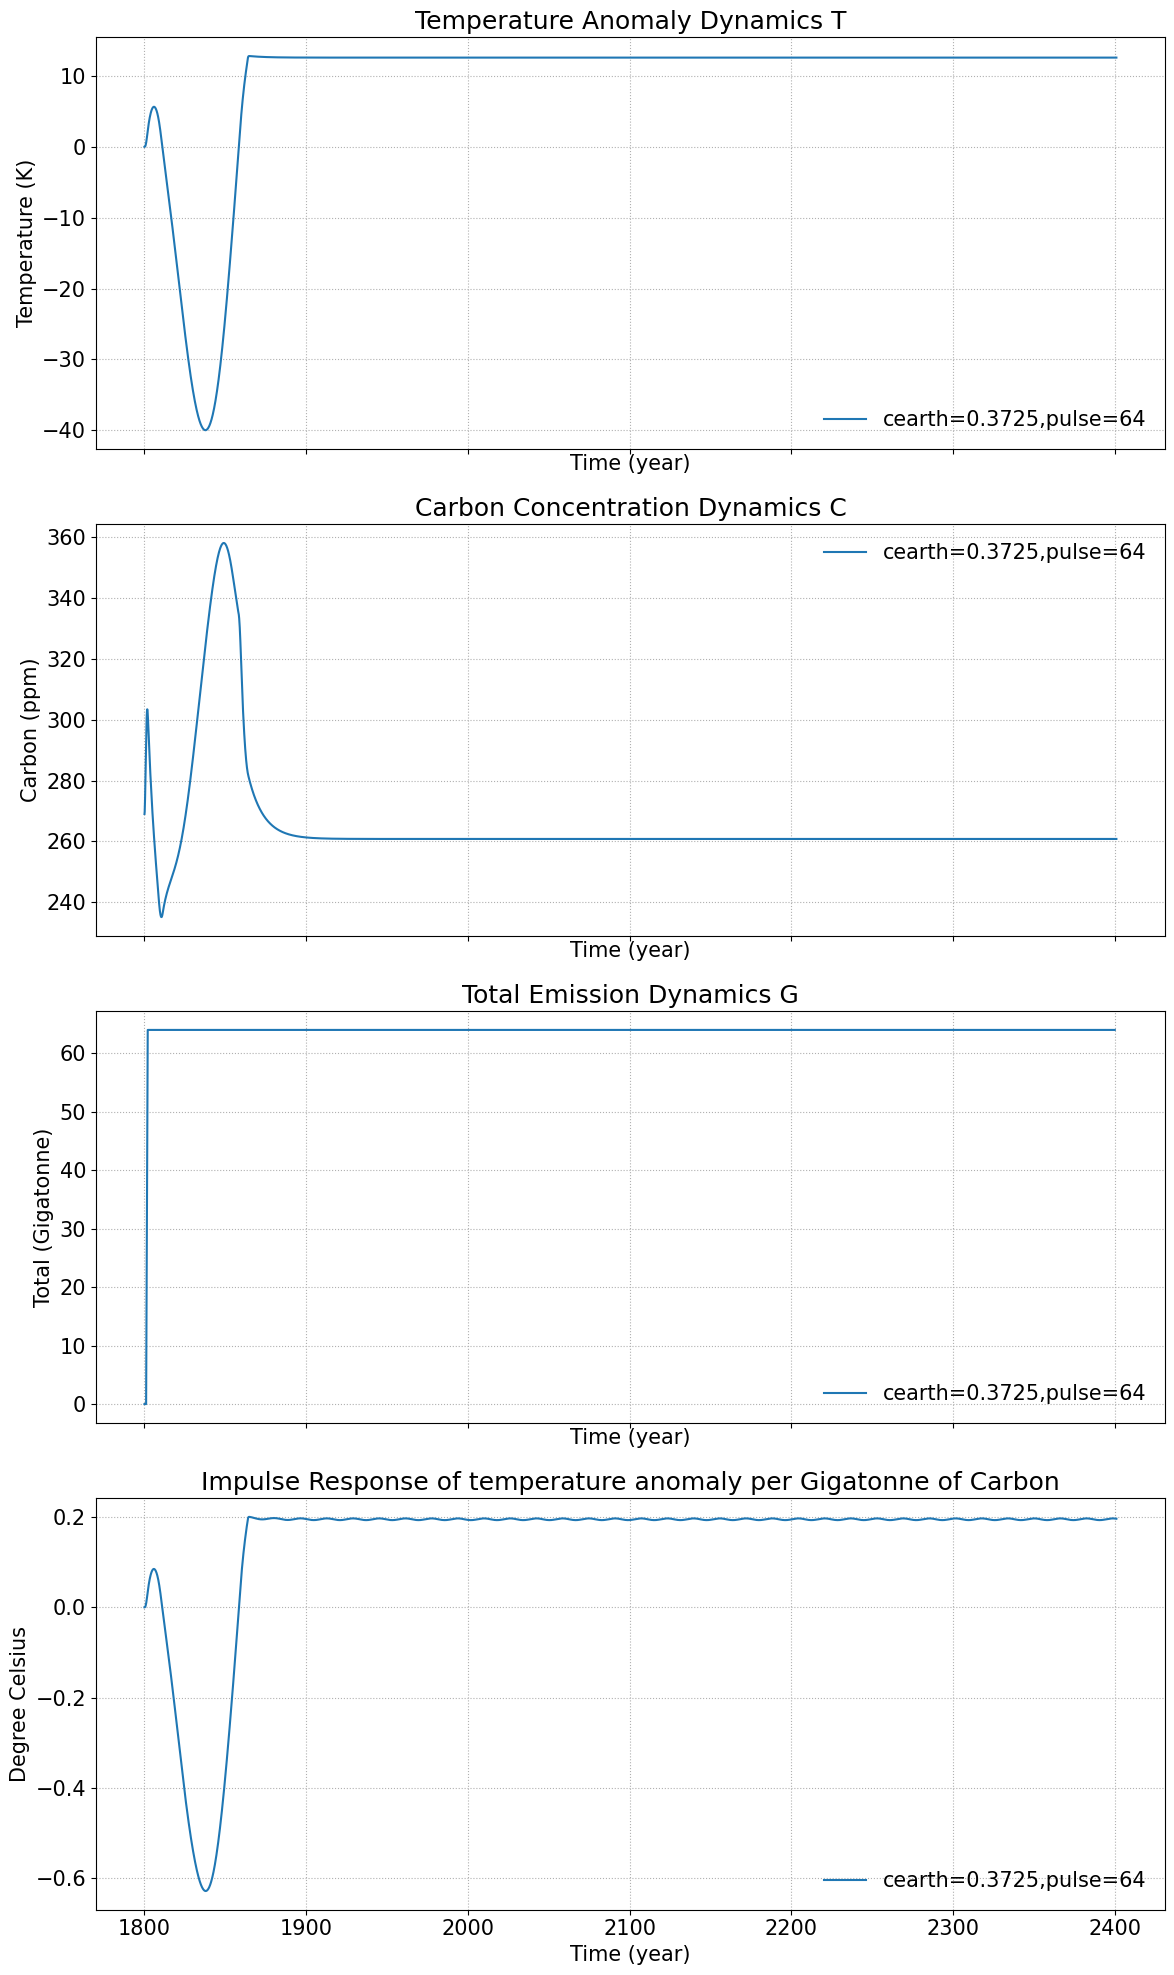 Temperature Anomaly Dynamics T
10
0
−10
−20
−30
−40
Temperature (K)
cearth=0.3725,pulse=64
Time (year)
Carbon Concentration Dynamics C
360
340
320
300
280
260
240
Carbon (ppm)
cearth=0.3725,pulse=64
Time (year)
Total Emission Dynamics G
60
50
40
30
20
10
0
Total (Gigatonne)
cearth=0.3725,pulse=64
Time (year)
Impulse Response of temperature anomaly per Gigatonne of Carbon
0.2
0.0
−0.2
−0.4
−0.6
Degree Celsius
cearth=0.3725,pulse=64
1800 1900 2000 2100 2200 2300 2400
Time (year)